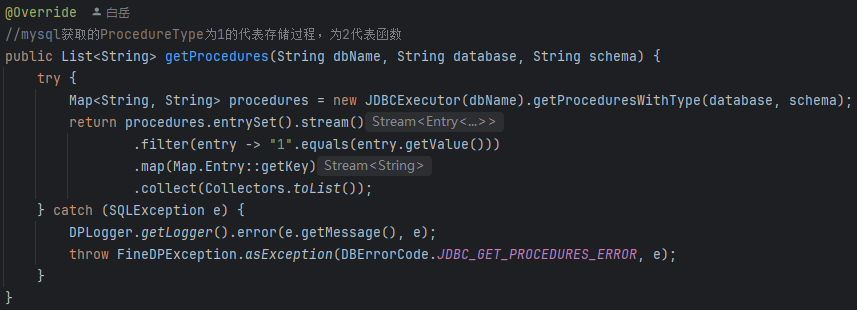 @Override 白岳
//mysql获取的ProcedureType为1的代表存储过程，为2代表函数
public List<String> getProcedures(String dbName, String database, String schema) {
try {
Map<String, String> procedures = new JDBCExecutor(dbName).getProceduresWithType(database, schema);
return procedures.entrySet().stream() Stream<Entry<…>>
.filter(entry -> "1".equals(entry.getValue()))
.map(Map.Entry::getKey) Stream<String>
.collect(Collectors.toList());
} catch (SQLException e) {
DPLogger.getLogger().error(e.getMessage(), e);
throw FineDPException.asException(DBErrorCode.JDBC_GET_PROCEDURES_ERROR, e);
}
}